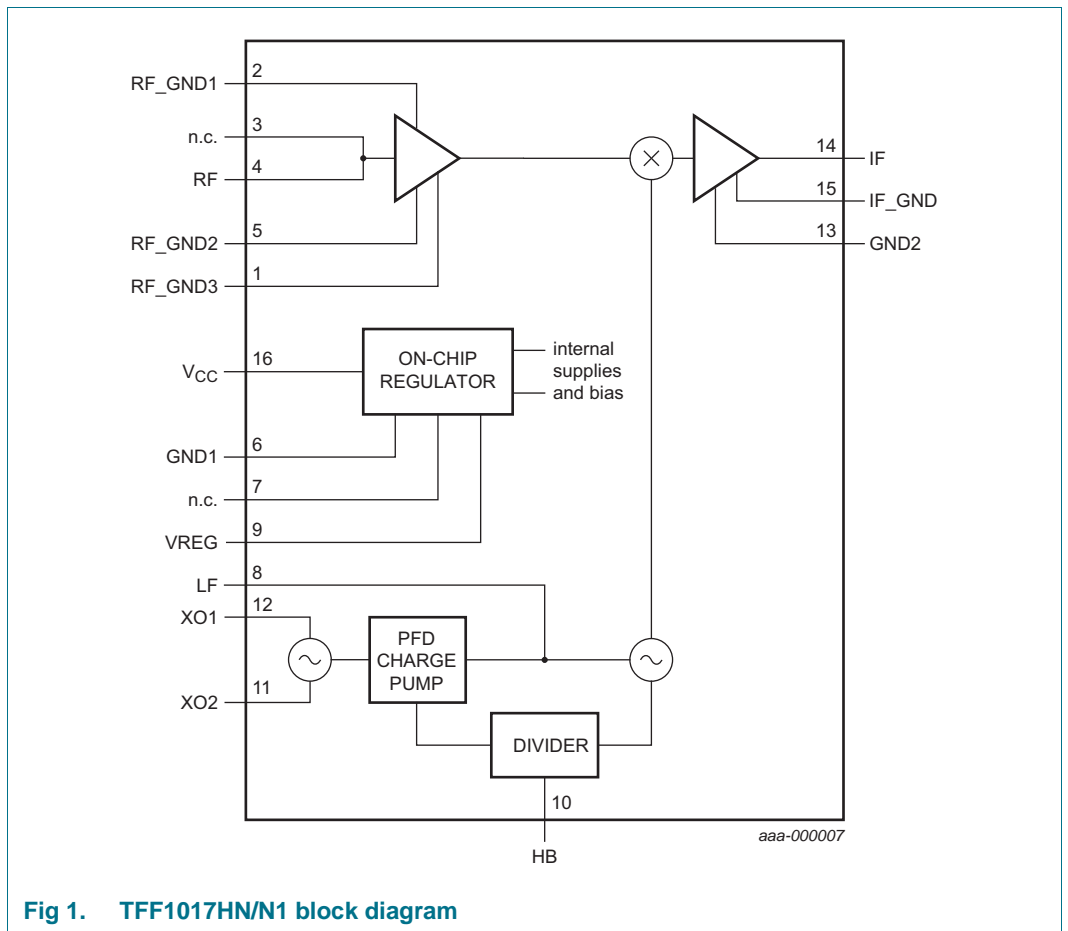 2
RF_GND1
3
n.c.
4
RF
14
IF
15
IF_GND
5
RF_GND2
13
GND2
1
RF_GND3
16
VCC
ON-CHIP
REGULATOR
internal
supplies
and bias
6
GND1
7
n.c.
9
VREG
8
LF
12
XO1
PFD
CHARGE
PUMP
11
XO2
DIVIDER
10
HB
aaa-000007
Fig 1. TFF1017HN/N1 block diagram